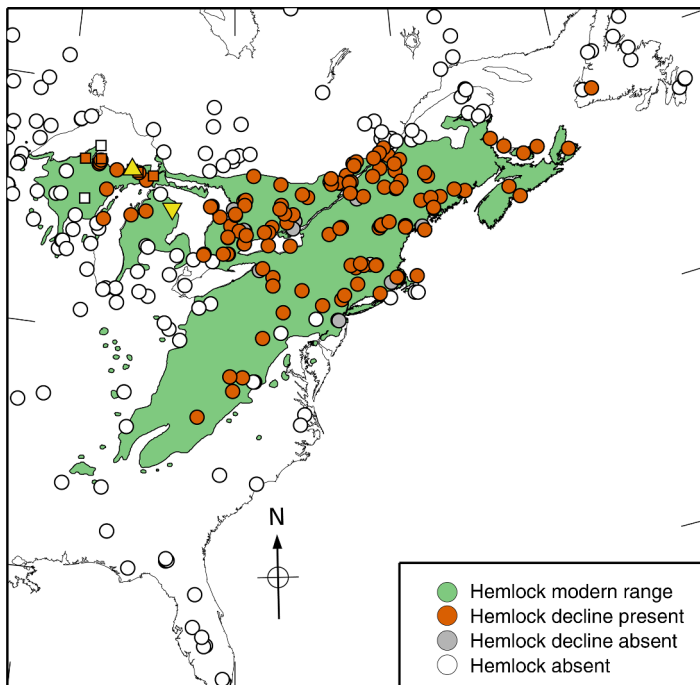 N
Hemlock modern range
Hemlock decline present
Hemlock decline absent
Hemlock absent